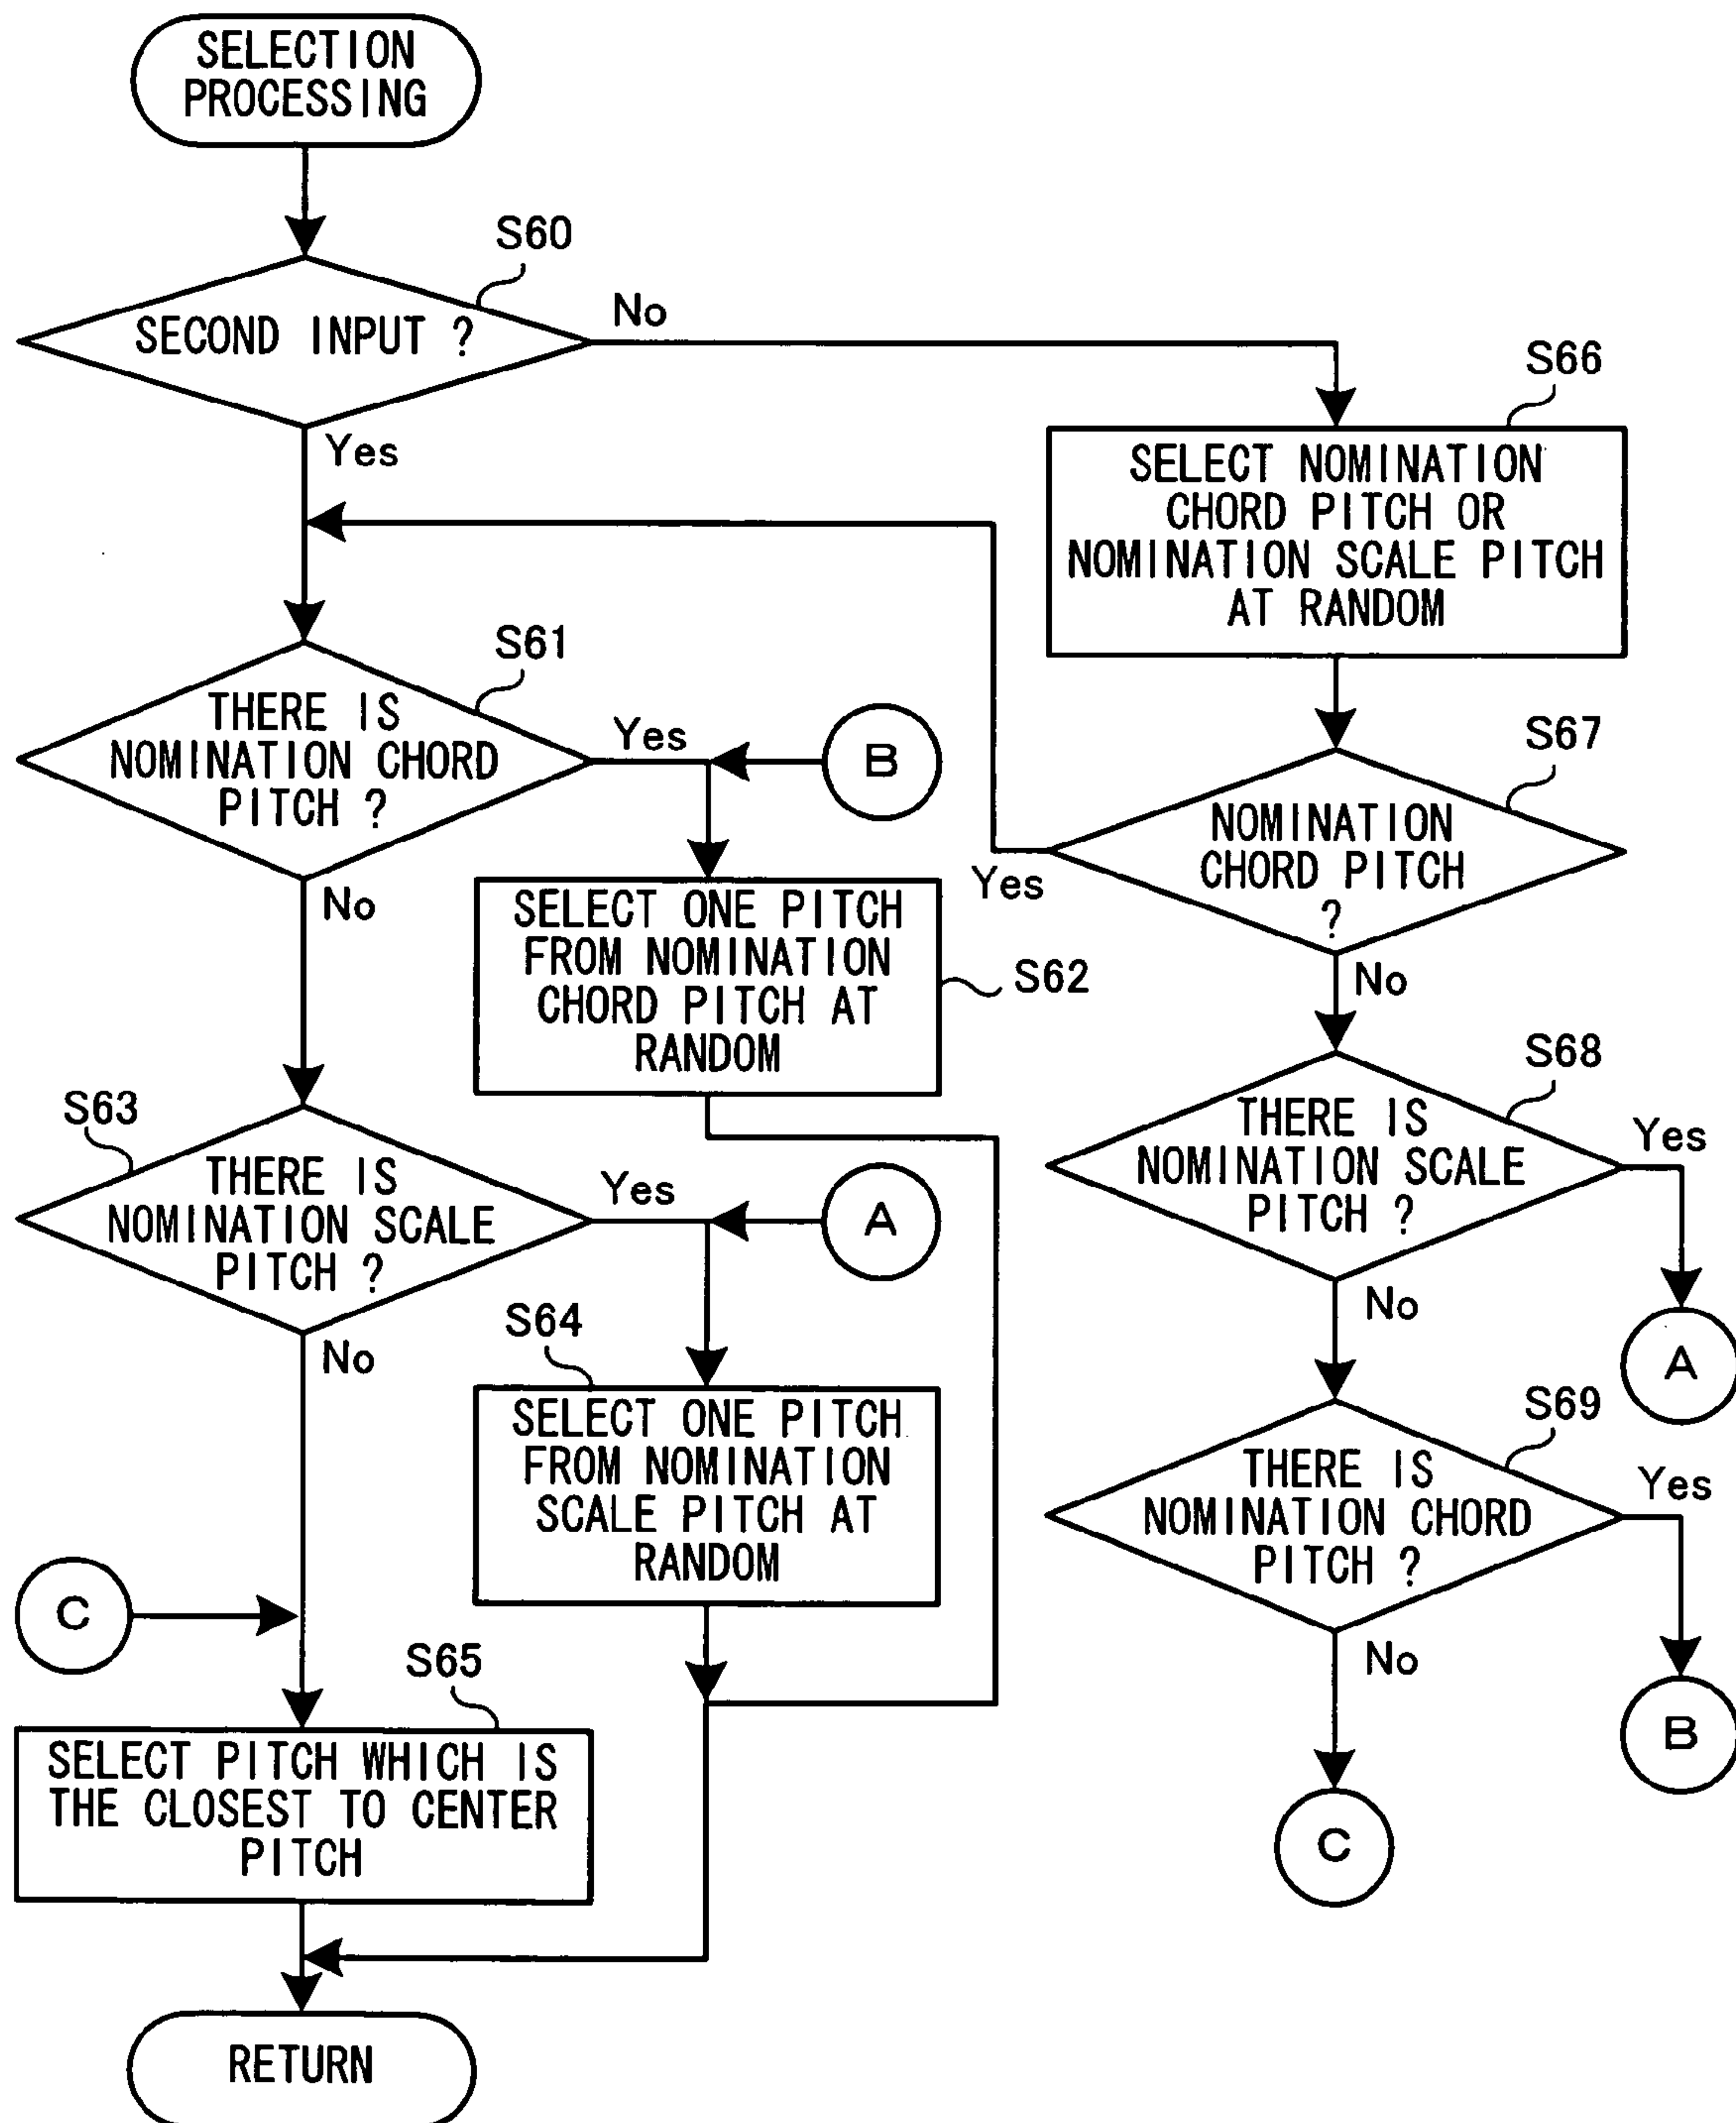 SELECTION
PROCESSING
S60
SECOND INPUT ?
No
Yes
S66
SELECT NOMINATION
CHORD PITCH OR
NOMINATION SCALE PITCH
AT RANDOM
S61
THERE IS
NOMINATION CHORD
PITCH ?
Yes
B
No
S67
NOMINATION
CHORD PITCH
?
Yes
No
SELECT ONE PITCH
FROM NOMINATION
CHORD PITCH AT
RANDOM
S62
S63
THERE IS
NOMINATION SCALE
PITCH ?
Yes
A
No
S68
THERE IS
NOMINATION SCALE
PITCH ?
Yes
A
No
S64
SELECT ONE PITCH
FROM NOMINATION
SCALE PITCH AT
RANDOM
S69
THERE IS
NOMINATION CHORD
PITCH ?
Yes
B
No
C
C
S65
SELECT PITCH WHICH IS
THE CLOSEST TO CENTER
PITCH
RETURN